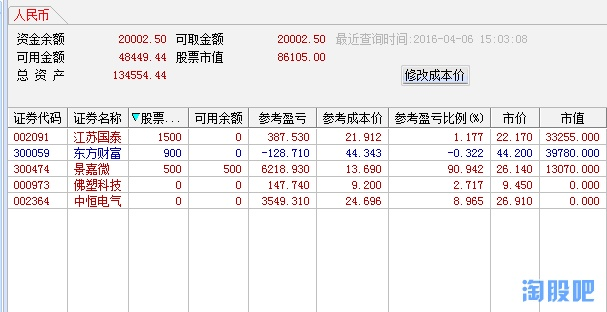 人民币
资金余额 20002.50 可取金额 20002.50 最近查询时间:2016-04-06 15:03:08
可用金额 48449.44 股票市值 86105.00
总 资 产 134554.44 修改成本价
证券代码 证券名称 股票... 可用余额 参考盈亏 参考成本价 参考盈亏比例(%) 市价 市值
002091 江苏国泰 1500 0 387.530 21.912 1.177 22.170 33255.000
300059 东方财富 900 0 -128.710 44.343 -0.322 44.200 39780.000
300474 景嘉微 500 500 6218.930 13.690 90.942 26.140 13070.000
000973 佛塑科技 0 0 147.740 9.200 2.717 9.450 0.000
002364 中恒电气 0 0 3549.310 24.696 8.965 26.910 0.000
淘股吧